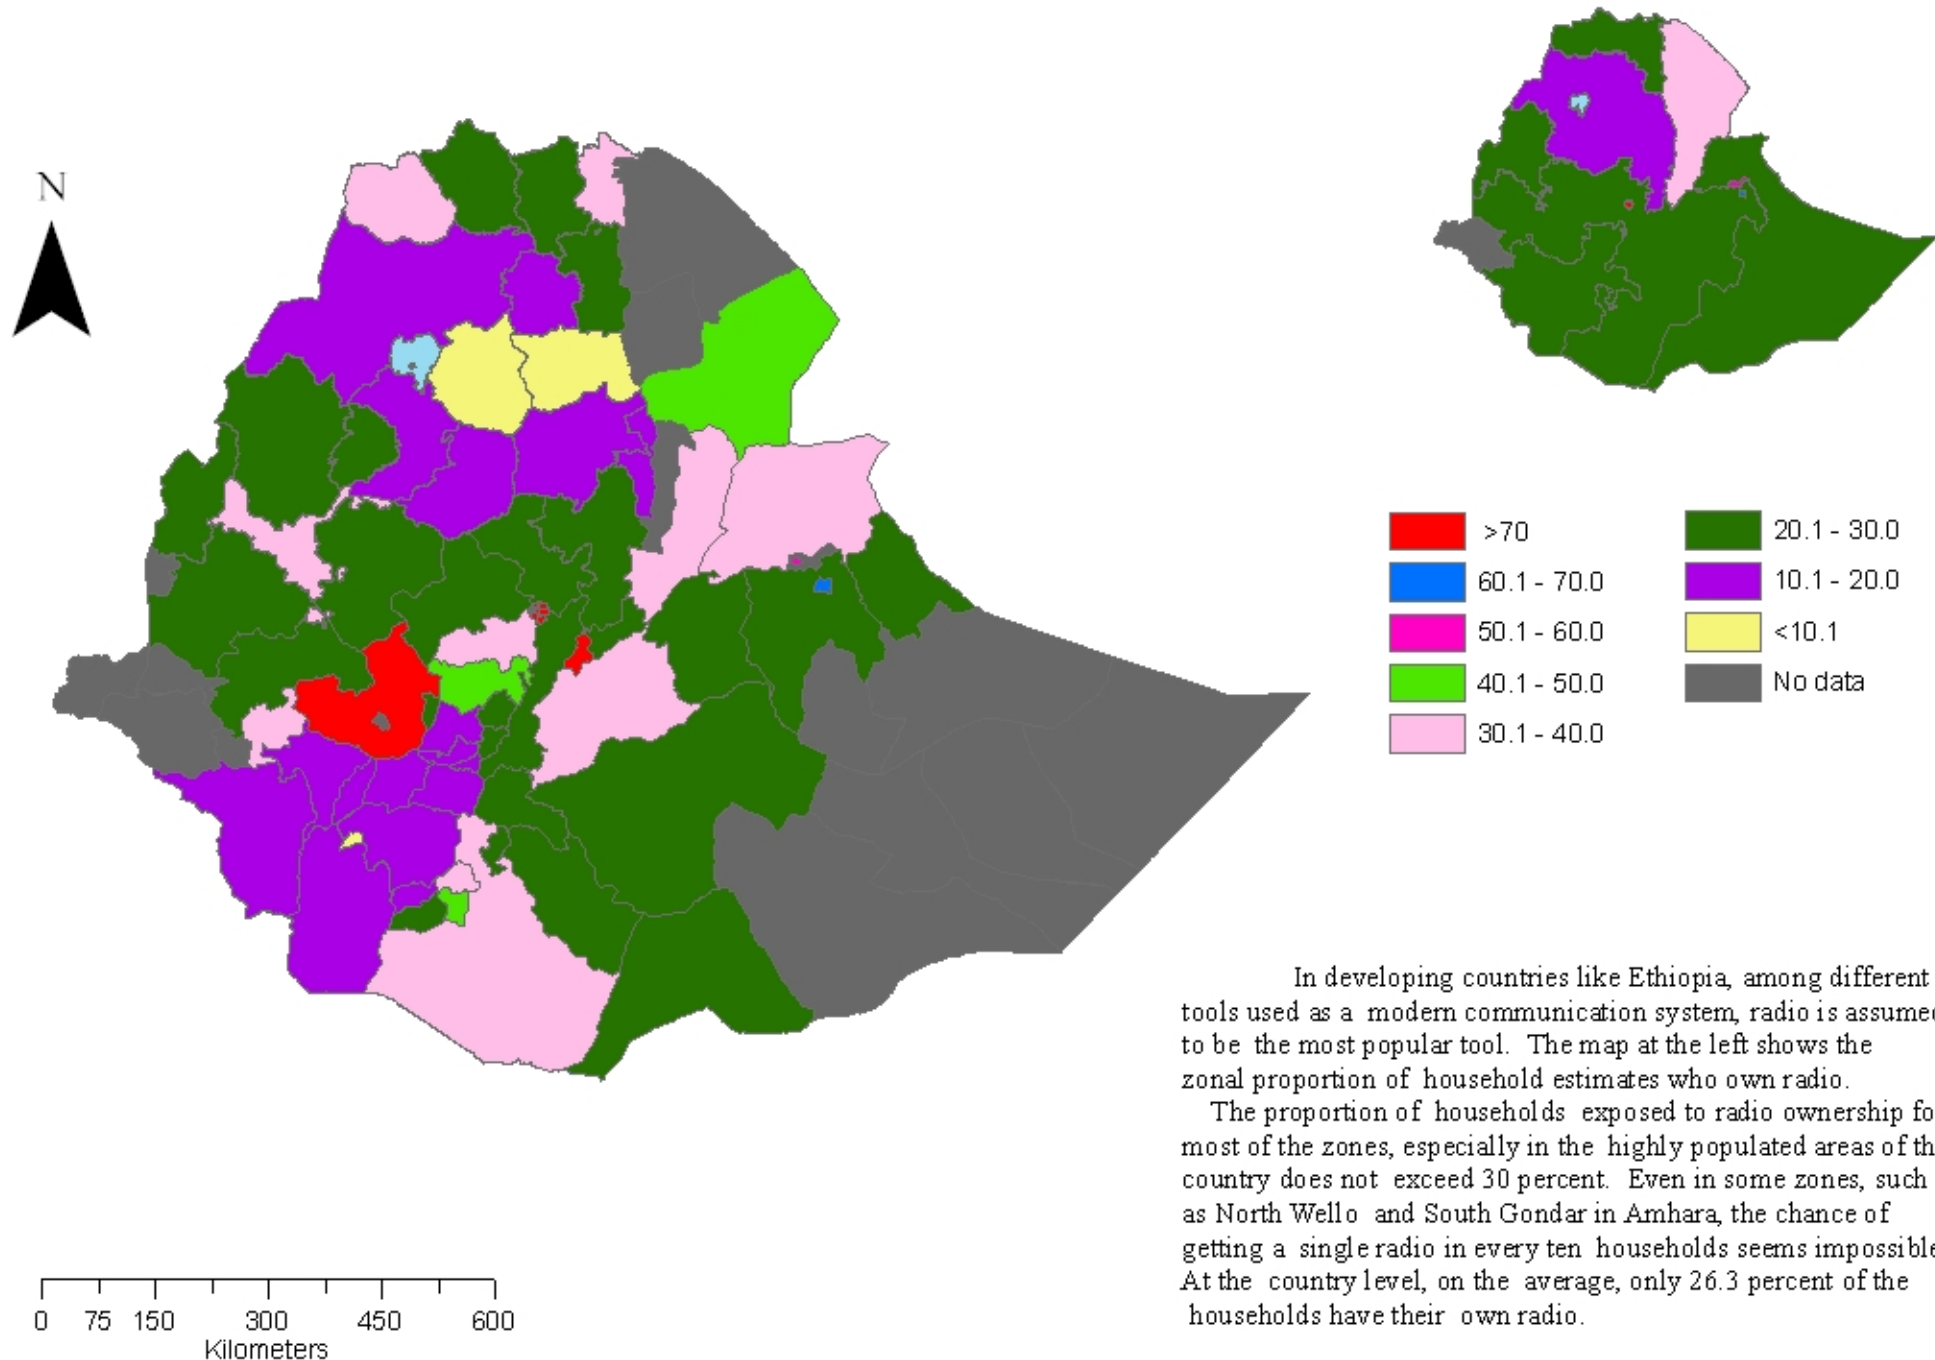 N
>70
60.1 - 70.0
50.1 - 60.0
40.1 - 50.0
30.1 - 40.0
20.1 - 30.0
10.1 - 20.0
<10.1
No data
In developing countries like Ethiopia, among different
tools used as a modern communication system, radio is assumed
to be the most popular tool. The map at the left shows the
zonal proportion of household estimates who own radio.
The proportion of households exposed to radio ownership fo
most of the zones, especially in the highly populated areas of th
country does not exceed 30 percent. Even in some zones, such
as North Wello and South Gondar in Amhara, the chance of
getting a single radio in every ten households seems impossible
At the country level, on the average, only 26.3 percent of the
households have their own radio.
0 75 150 300 450 600
Kilometers